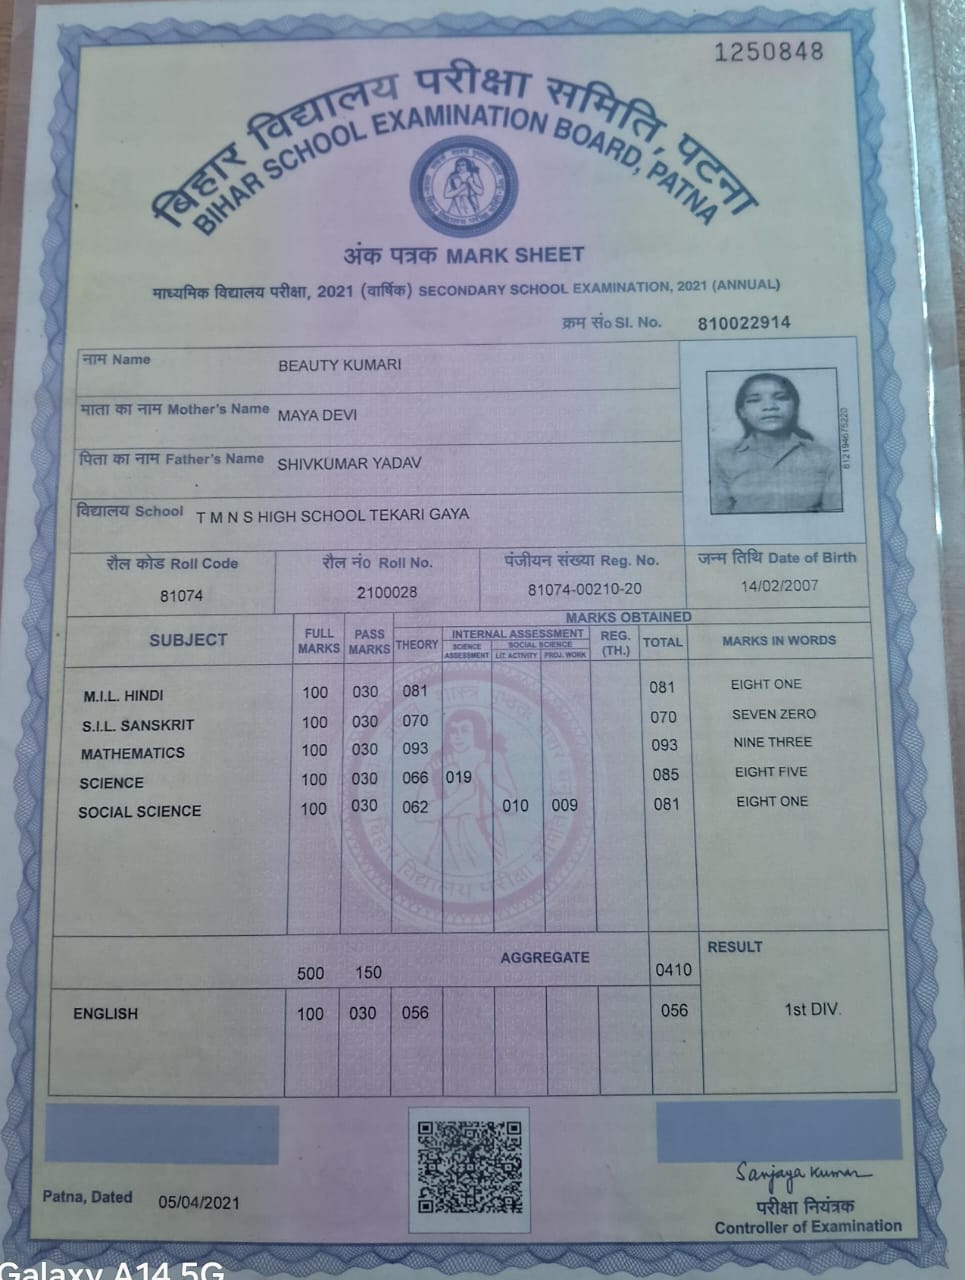 1250848
बिहार विद्यालय परीक्षा समिति, पटना
BIHAR SCHOOL EXAMINATION BOARD, PATNA
अंक पत्रक MARK SHEET
माध्यमिक विद्यालय परीक्षा, 2021 (वार्षिक) SECONDARY SCHOOL EXAMINATION, 2021 (ANNUAL)
क्रम सं० Sl. No. 810022914
नाम Name BEAUTY KUMARI
माता का नाम Mother's Name MAYA DEVI
पिता का नाम Father's Name SHIVKUMAR YADAV
विद्यालय School T M N S HIGH SCHOOL TEKARI GAYA
812194675220
रौल कोड Roll Code रौल नं० Roll No. पंजीयन संख्या Reg. No. जन्म तिथि Date of Birth
81074 2100028 81074-00210-20 14/02/2007
MARKS OBTAINED
SUBJECT FULL MARKS PASS MARKS THEORY INTERNAL ASSESSMENT REG. (TH.) TOTAL MARKS IN WORDS
SCIENCE ASSESSMENT SOCIAL SCIENCE LIT. ACTIVITY PROJ. WORK
M.I.L. HINDI 100 030 081 081 EIGHT ONE
S.I.L. SANSKRIT 100 030 070 070 SEVEN ZERO
MATHEMATICS 100 030 093 093 NINE THREE
SCIENCE 100 030 066 019 085 EIGHT FIVE
SOCIAL SCIENCE 100 030 062 010 009 081 EIGHT ONE
बिहार विद्यालय परीक्षा समिति
500 150 AGGREGATE 0410 RESULT
ENGLISH 100 030 056 056 1st DIV.
Patna, Dated 05/04/2021
Sanjaya Kumar
परीक्षा नियंत्रक
Controller of Examination
Galaxy A14 5G